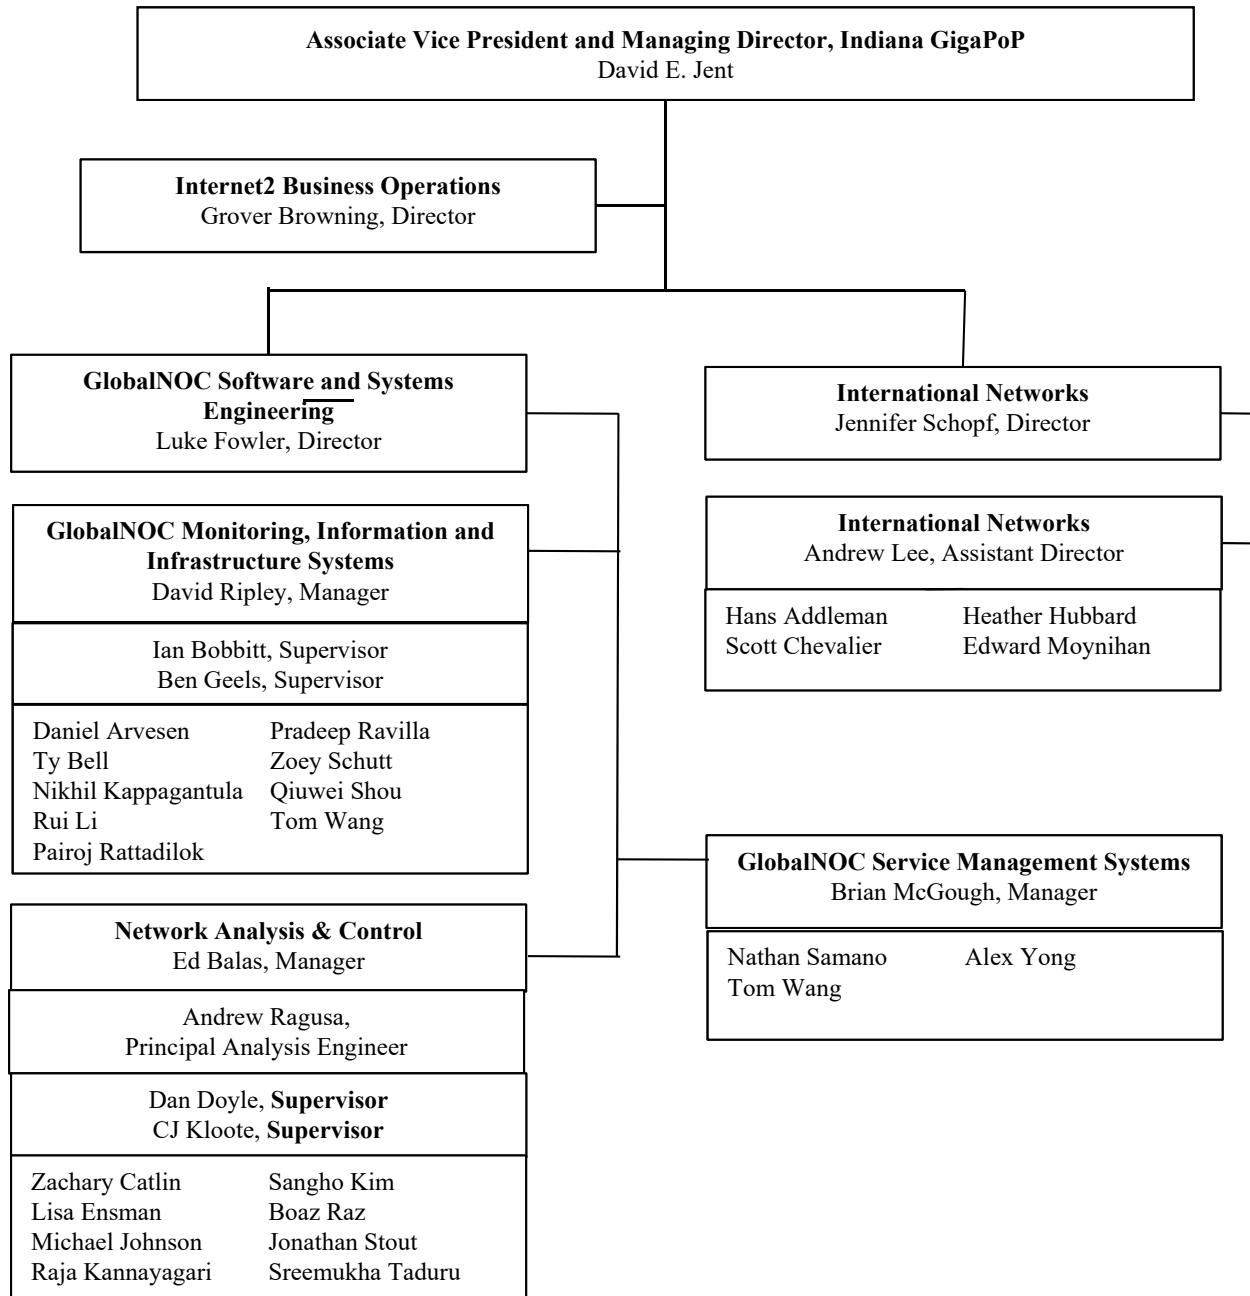 Associate Vice President and Managing Director, Indiana GigaPoP
David E. Jent
Internet2 Business Operations
Grover Browning, Director
GlobalNOC Software and Systems
Engineering
Luke Fowler, Director
GlobalNOC Monitoring, Information and
Infrastructure Systems
David Ripley, Manager
Ian Bobbitt, Supervisor
Ben Geels, Supervisor
Daniel Arvesen
Ty Bell
Nikhil Kappagantula
Rui Li
Pairoj Rattadilok
Pradeep Ravilla
Zoey Schutt
Qiuwei Shou
Tom Wang
Network Analysis & Control
Ed Balas, Manager
Andrew Ragusa,
Principal Analysis Engineer
Dan Doyle, Supervisor
CJ Kloote, Supervisor
Zachary Catlin
Lisa Ensman
Michael Johnson
Raja Kannayagari
Sangho Kim
Boaz Raz
Jonathan Stout
Sreemukha Taduru
International Networks
Jennifer Schopf, Director
International Networks
Andrew Lee, Assistant Director
Hans Addleman
Scott Chevalier
Heather Hubbard
Edward Moynihan
GlobalNOC Service Management Systems
Brian McGough, Manager
Nathan Samano
Tom Wang
Alex Yong